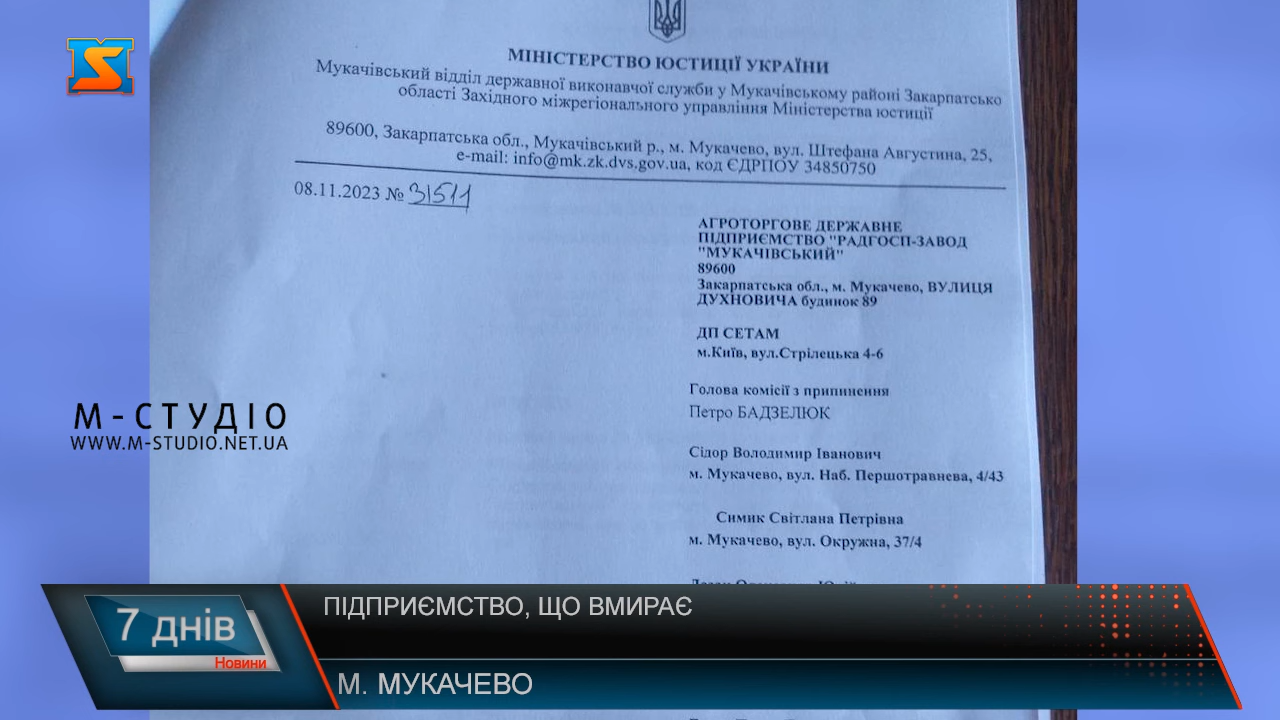 МІНІСТЕРСТВО ЮСТИЦІЇ УКРАЇНИ
Мукачівський відділ державної виконавчої служби у Мукачівському районі Закарпатсько
області Західного міжрегіонального управління Міністерства юстиції
89600, Закарпатська обл., Мукачівський р., м. Мукачево, вул. Штефана Августина, 25,
e-mail: info@mk.zk.dvs.gov.ua, код ЄДРПОУ 34850750
08.11.2023 № 31511
АГРОТОРГОВЕ ДЕРЖАВНЕ
ПІДПРИЄМСТВО "РАДГОСП-ЗАВОД
"МУКАЧІВСЬКИЙ"
89600
Закарпатська обл., м. Мукачево, ВУЛИЦЯ
ДУХНОВИЧА будинок 89
ДП СЕТАМ
м.Київ, вул.Стрілецька 4-6
Голова комісії з припинення
Петро БАДЗЕЛЮК
Сідор Володимир Іванович
м. Мукачево, вул. Наб. Першотравнева, 4/43
Симик Світлана Петрівна
м. Мукачево, вул. Окружна, 37/4
М-СТУДІО
WWW.M-STUDIO.NET.UA
7 днів
Новини
ПІДПРИЄМСТВО, ЩО ВМИРАЄ
М. МУКАЧЕВО